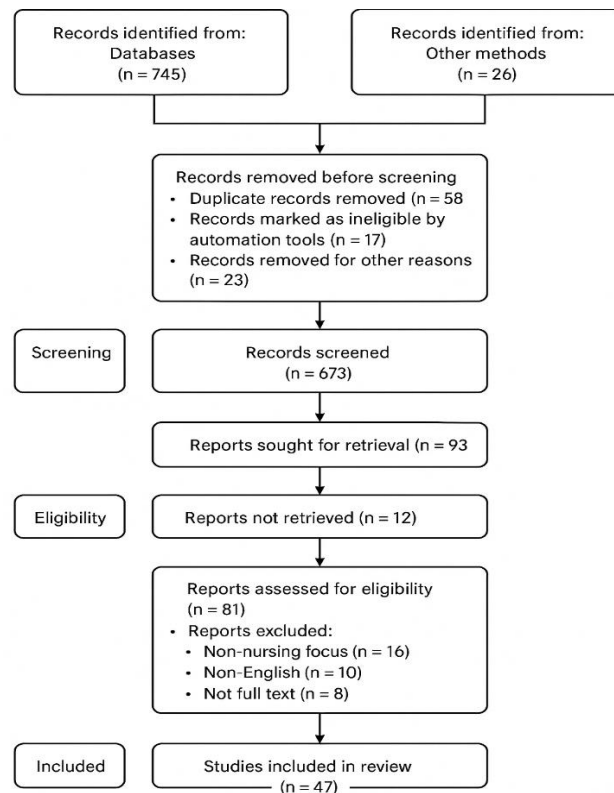 Records identified from:
Databases
(n = 745)
Records identified from:
Other methods
(n = 26)
Records removed before screening
• Duplicate records removed (n = 58
• Records marked as ineligible by
automation tools (n = 17)
• Records removed for other reasons
(n = 23)
Screening
Records screened
(n = 673)
Reports sought for retrieval (n = 93
Eligibility
Reports not retrieved (n = 12)
Reports assessed for eligibility
(n = 81)
• Reports excluded:
• Non-nursing focus (n = 16)
• Non-English (n = 10)
• Not full text (n = 8)
Included
Studies included in review
(n = 47)